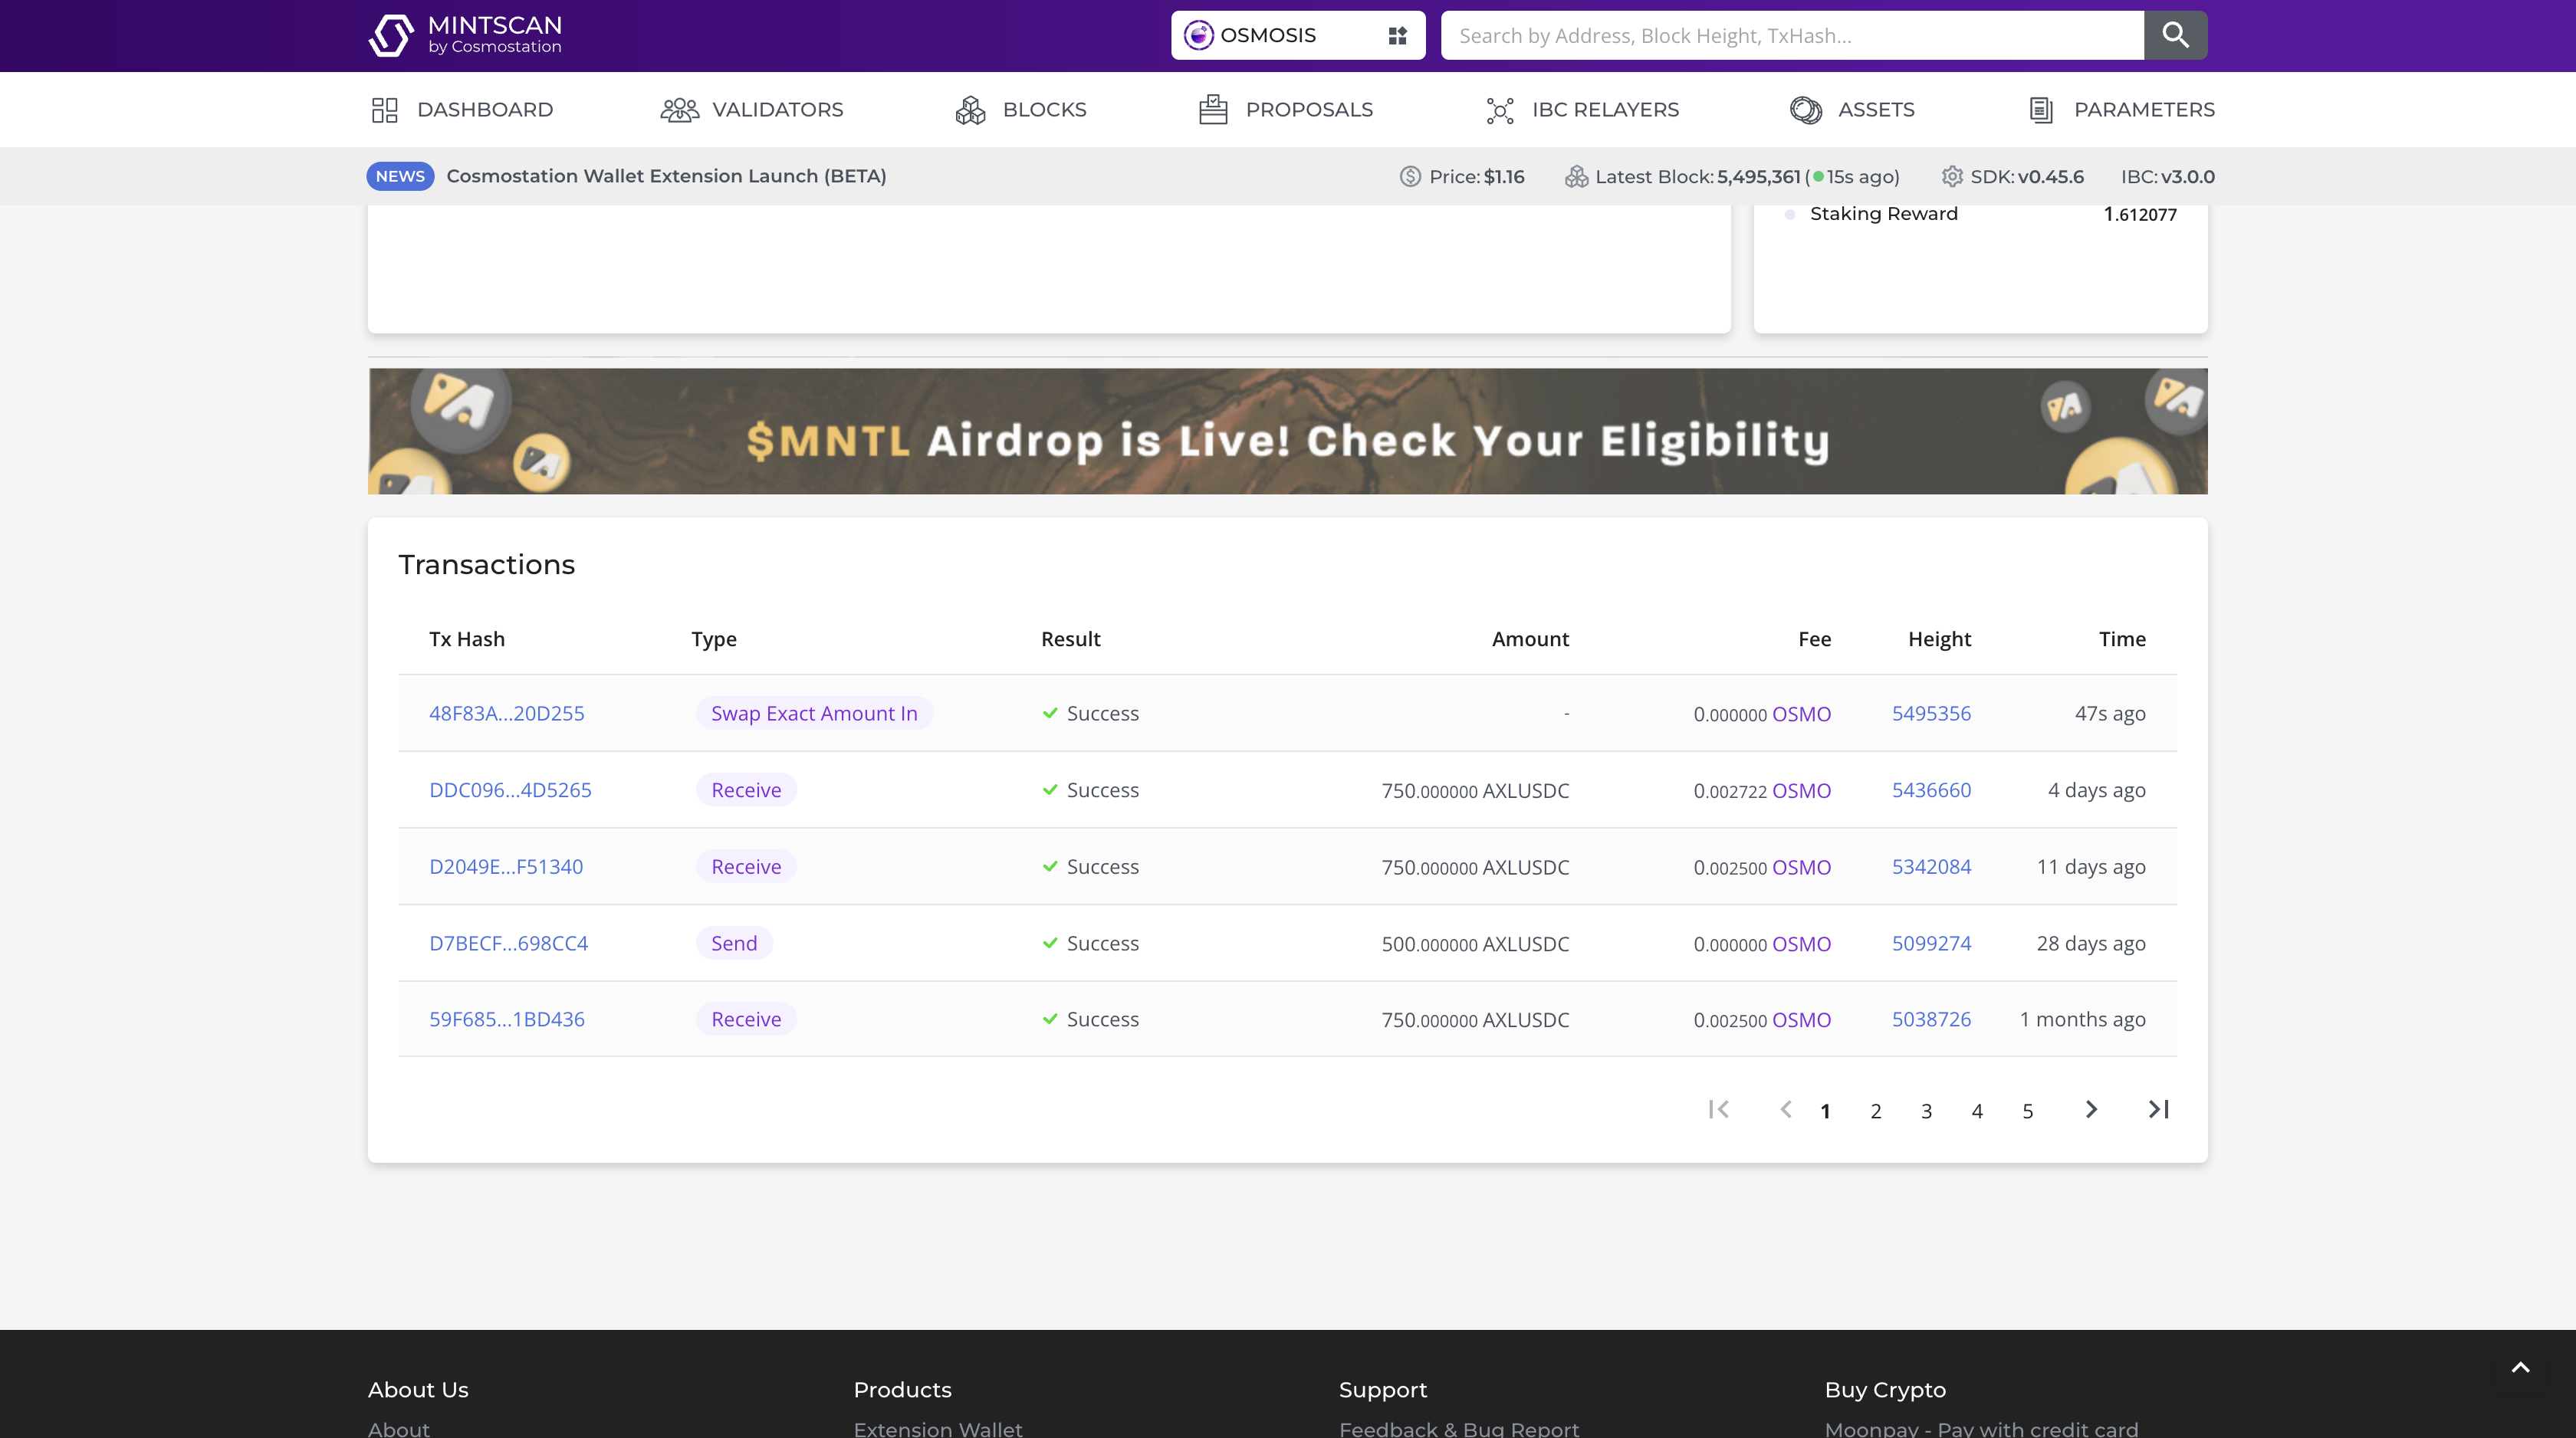 MINTSCAN
by Cosmostation
OSMOSIS
Search by Address, Block Height, TxHash...
DASHBOARD VALIDATORS BLOCKS PROPOSALS IBC RELAYERS ASSETS PARAMETERS
NEWS Cosmostation Wallet Extension Launch (BETA) Price: $1.16 Latest Block: 5,495,361 ( 15s ago) SDK: v0.45.6 IBC: v3.0.0
Staking Reward 1.612077
$MNTL Airdrop is Live! Check Your Eligibility
Transactions
Tx Hash Type Result Amount Fee Height Time
48F83A...20D255 Swap Exact Amount In Success - 0.000000 OSMO 5495356 47s ago
DDC096...4D5265 Receive Success 750.000000 AXLUSDC 0.002722 OSMO 5436660 4 days ago
D2049E...F51340 Receive Success 750.000000 AXLUSDC 0.002500 OSMO 5342084 11 days ago
D7BECF...698CC4 Send Success 500.000000 AXLUSDC 0.000000 OSMO 5099274 28 days ago
59F685...1BD436 Receive Success 750.000000 AXLUSDC 0.002500 OSMO 5038726 1 months ago
1 2 3 4 5
About Us Products Support Buy Crypto
About Extension Wallet Feedback & Bug Report Moonpay - Pay with credit card